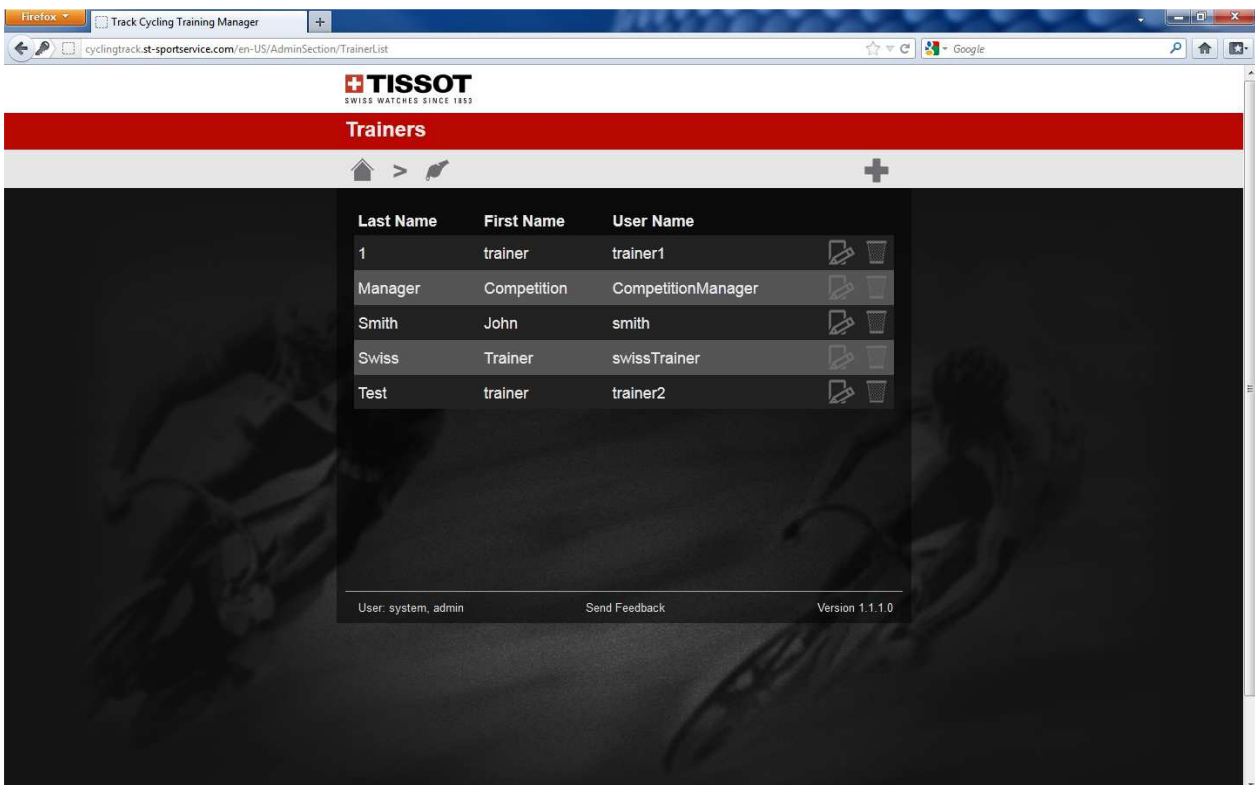 Firefox
Track Cycling Training Manager
cyclingtrack.st-sportservice.com/en-US/AdminSection/TrainerList
Google
TISSOT
SWISS WATCHES SINCE 1853
Trainers
>
Last Name First Name User Name
1 trainer trainer1
Manager Competition CompetitionManager
Smith John smith
Swiss Trainer swissTrainer
Test trainer trainer2
User: system, admin Send Feedback Version 1.1.1.0